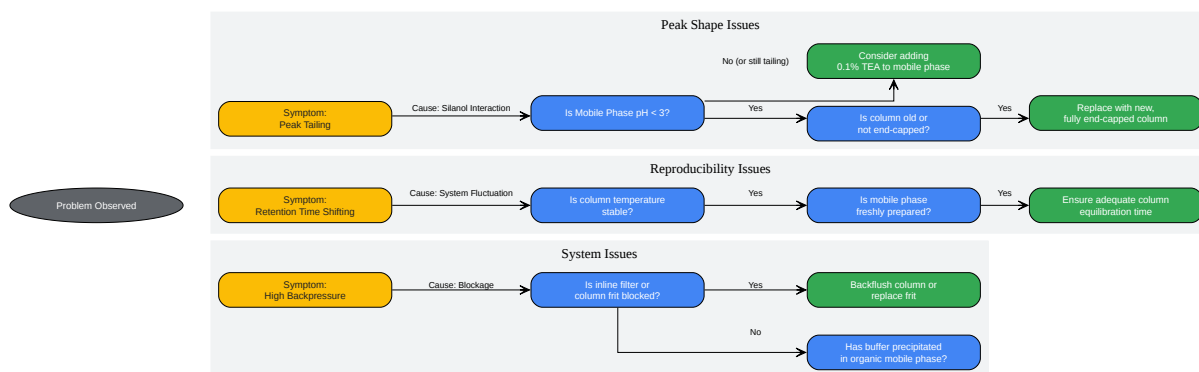 Peak Shape Issues
No (or still tailing)
Consider adding
0.1% TEA to mobile phase
Symptom:
Peak Tailing
Cause: Silanol Interaction
Is Mobile Phase pH < 3?
Yes
Is column old or
not end-capped?
Yes
Replace with new,
fully end-capped column
Reproducibility Issues
Problem Observed
Symptom:
Retention Time Shifting
Cause: System Fluctuation
Is column temperature
stable?
Yes
Is mobile phase
freshly prepared?
Yes
Ensure adequate column
equilibration time
System Issues
Symptom:
High Backpressure
Cause: Blockage
Is inline filter or
column frit blocked?
Yes
Backflush column or
replace frit
No
Has buffer precipitated
in organic mobile phase?